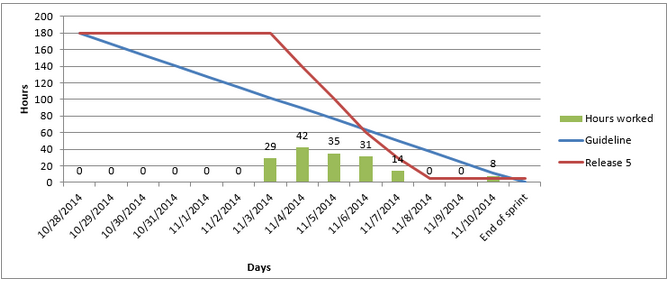 200
180
160
140
120
100
80
60
40
20
0
Hours
0 0 0 0 0 0 29 42 35 31 14 0 0 8
10/28/2014 10/29/2014 10/30/2014 10/31/2014 11/1/2014 11/2/2014 11/3/2014 11/4/2014 11/5/2014 11/6/2014 11/7/2014 11/8/2014 11/9/2014 11/10/2014 End of sprint
Days
Hours worked
Guideline
Release 5